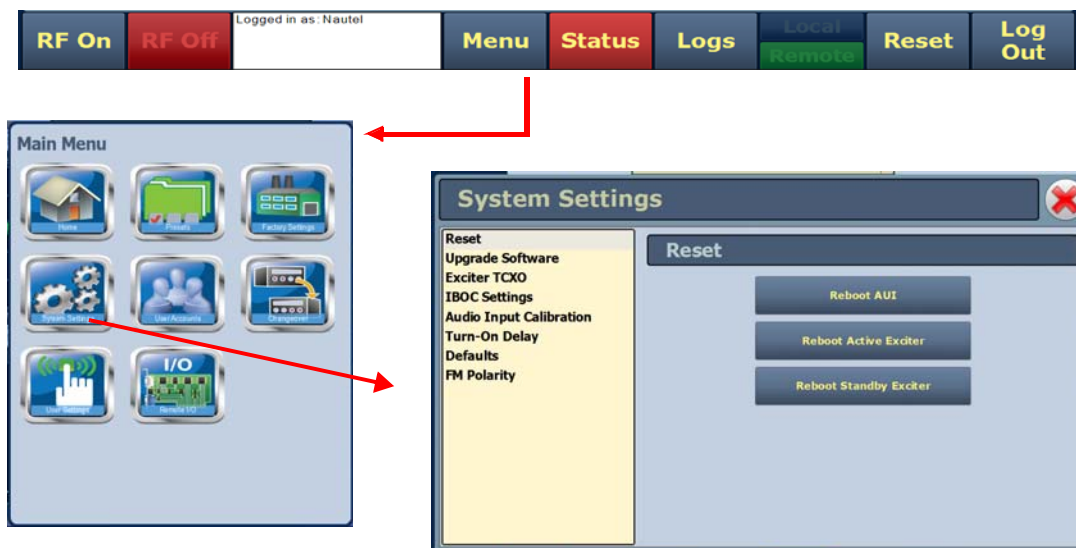 RF On
RF Off
Logged in as: Nautel
Menu
Status
Logs
Local
Remote
Reset
Log
Out
Main Menu
Home
Presets
Factory Settings
System Settings
User Accounts
Changeover
User Settings
I/O
Remote I/O
System Settings
Reset
Upgrade Software
Exciter TCXO
IBOC Settings
Audio Input Calibration
Turn-On Delay
Defaults
FM Polarity
Reset
Reboot AUI
Reboot Active Exciter
Reboot Standby Exciter